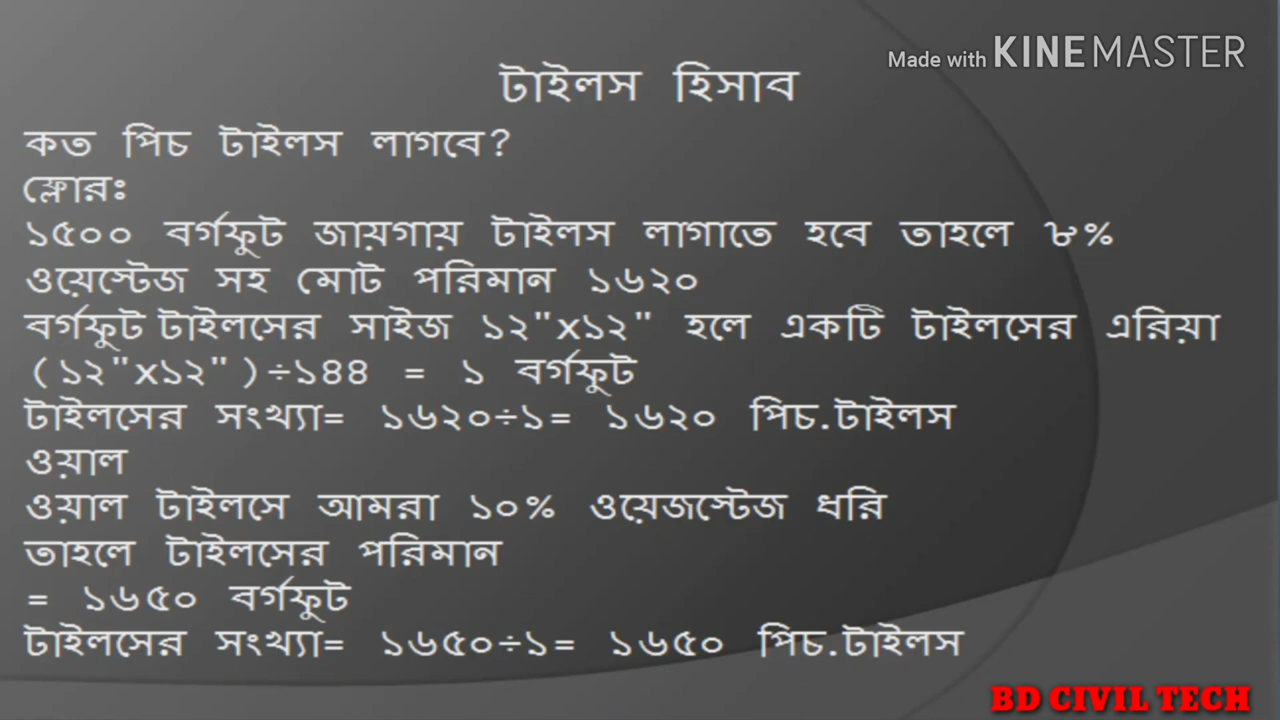 Made with KINEMASTER
টাইলস হিসাব
কত পিচ টাইলস লাগবে?
ফ্লোরঃ
১৫০০ বর্গফুট জায়গায় টাইলস লাগাতে হবে তাহলে ৮%
ওয়েস্টেজ সহ মোট পরিমান ১৬২০
বর্গফুট টাইলসের সাইজ ১২"x১২" হলে একটি টাইলসের এরিয়া
(১২"x১২")÷১৪৪ = ১ বর্গফুট
টাইলসের সংখ্যা= ১৬২০÷১= ১৬২০ পিচ.টাইলস
ওয়াল
ওয়াল টাইলসে আমরা ১০% ওয়েজস্টেজ ধরি
তাহলে টাইলসের পরিমান
= ১৬৫০ বর্গফুট
টাইলসের সংখ্যা= ১৬৫০÷১= ১৬৫০ পিচ.টাইলস
BD CIVIL TECH